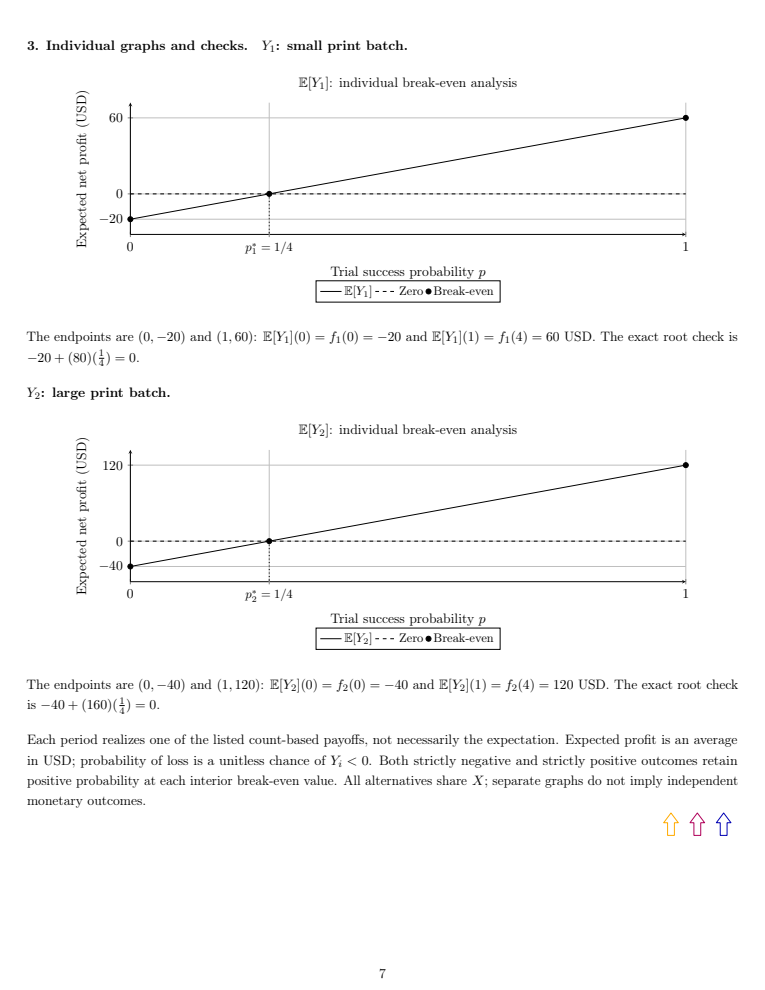 3. Individual graphs and checks. Y₁: small print batch.
𝔼[Y₁]: individual break-even analysis
Expected net profit (USD)
60
0
−20
0
p₁* = 1/4
1
Trial success probability p
𝔼[Y₁] Zero Break-even
The endpoints are (0, −20) and (1, 60): 𝔼[Y₁](0) = f₁(0) = −20 and 𝔼[Y₁](1) = f₁(4) = 60 USD. The exact root check is
−20 + (80)(1/4) = 0.
Y₂: large print batch.
𝔼[Y₂]: individual break-even analysis
Expected net profit (USD)
120
0
−40
0
p₂* = 1/4
1
Trial success probability p
𝔼[Y₂] Zero Break-even
The endpoints are (0, −40) and (1, 120): 𝔼[Y₂](0) = f₂(0) = −40 and 𝔼[Y₂](1) = f₂(4) = 120 USD. The exact root check
is −40 + (160)(1/4) = 0.
Each period realizes one of the listed count-based payoffs, not necessarily the expectation. Expected profit is an average
in USD; probability of loss is a unitless chance of Yᵢ < 0. Both strictly negative and strictly positive outcomes retain
positive probability at each interior break-even value. All alternatives share X; separate graphs do not imply independent
monetary outcomes.
7